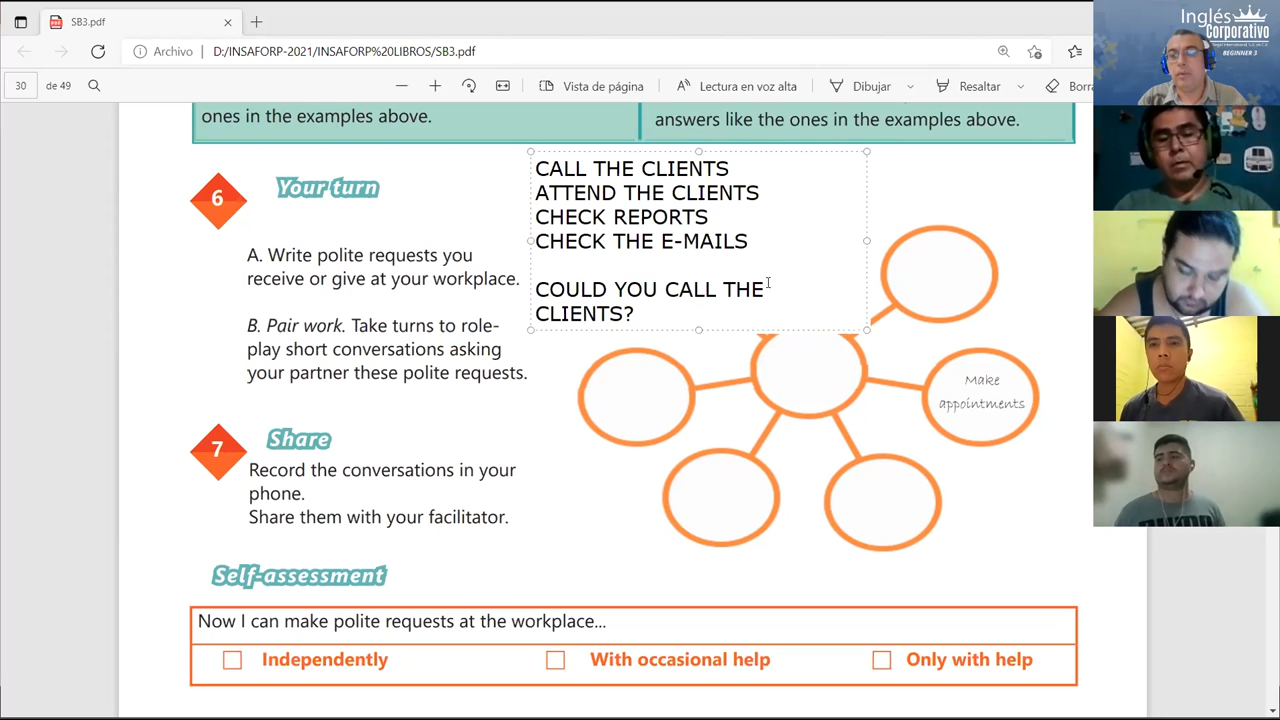 SB3.pdf
Archivo
D:/INSAFORP-2021/INSAFORP%20LIBROS/SB3.pdf
30
de 49
Vista de página
Lectura en voz alta
Dibujar
Resaltar
Borra
Inglés
Corporativo
BEGINNER 3
ones in the examples above.
answers like the ones in the examples above.
6
Your turn
A. Write polite requests you
receive or give at your workplace.
B. Pair work. Take turns to role-
play short conversations asking
your partner these polite requests.
CALL THE CLIENTS
ATTEND THE CLIENTS
CHECK REPORTS
CHECK THE E-MAILS
COULD YOU CALL THE
CLIENTS?
Make
appointments
7
Share
Record the conversations in your
phone.
Share them with your facilitator.
Self-assessment
Now I can make polite requests at the workplace...
Independently
With occasional help
Only with help